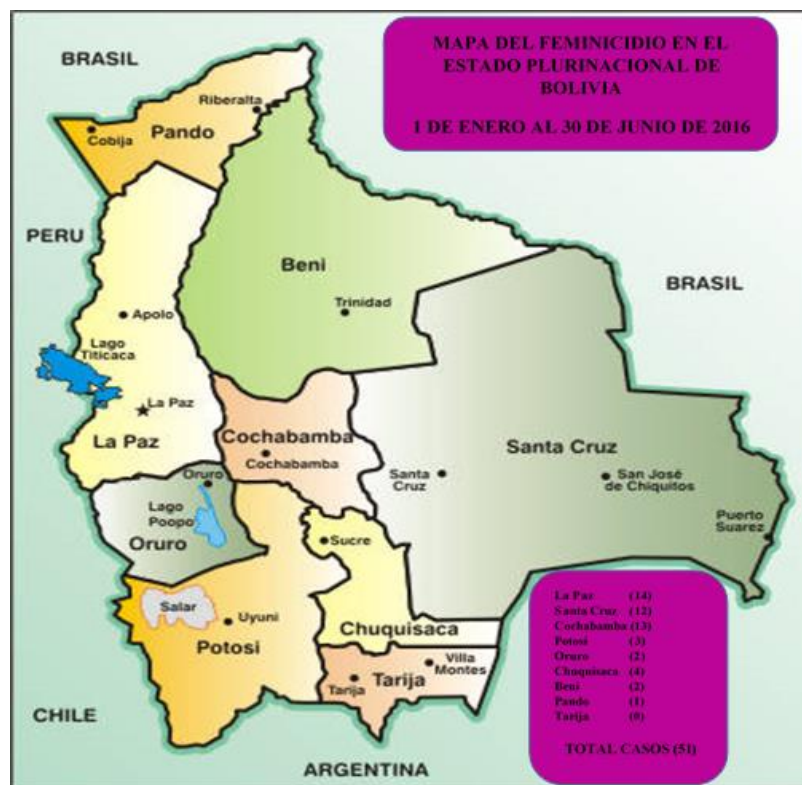 MAPA DEL FEMINICIDIO EN EL
ESTADO PLURINACIONAL DE
BOLIVIA
1 DE ENERO AL 30 DE JUNIO DE 2016
BRASIL
Riberalta
Cobija
Pando
PERU
Beni
BRASIL
Trinidad
Apolo
Lago
Titicaca
La Paz
La Paz
Cochabamba
Cochabamba
Santa Cruz
Santa
Cruz
San José
de Chiquitos
Puerto
Suarez
Oruro
Lago
Poopo
Oruro
Sucre
Salar
Uyuni
Potosi
Chuquisaca
Villa
Montes
Tarija
Tarija
CHILE
ARGENTINA
La Paz (14)
Santa Cruz (12)
Cochabamba (13)
Potosi (3)
Oruro (2)
Chuquisaca (4)
Beni (2)
Pando (1)
Tarija (0)
TOTAL CASOS (51)